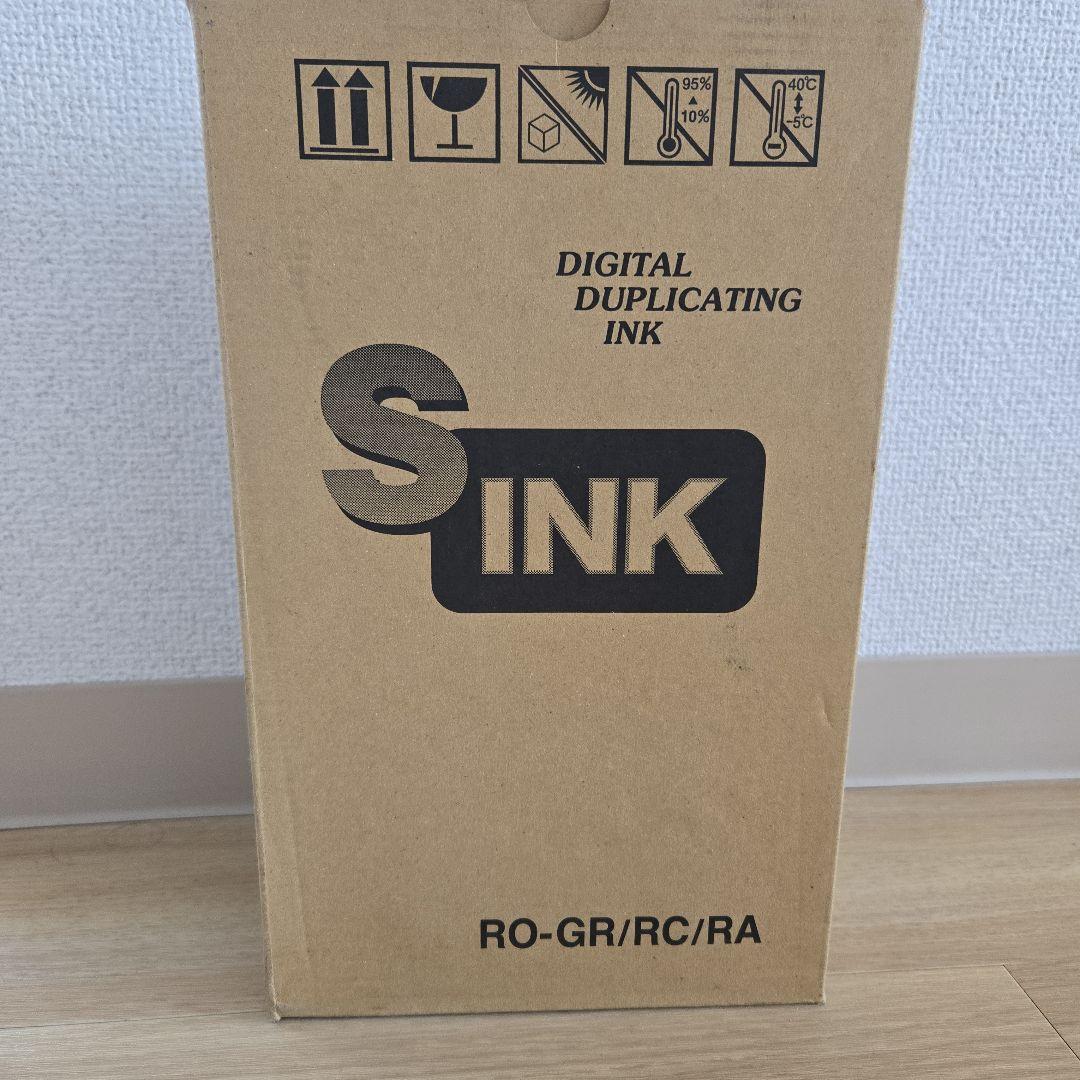 95%
10%
40℃
-5℃
DIGITAL
DUPLICATING
INK
S INK
RO-GR/RC/RA